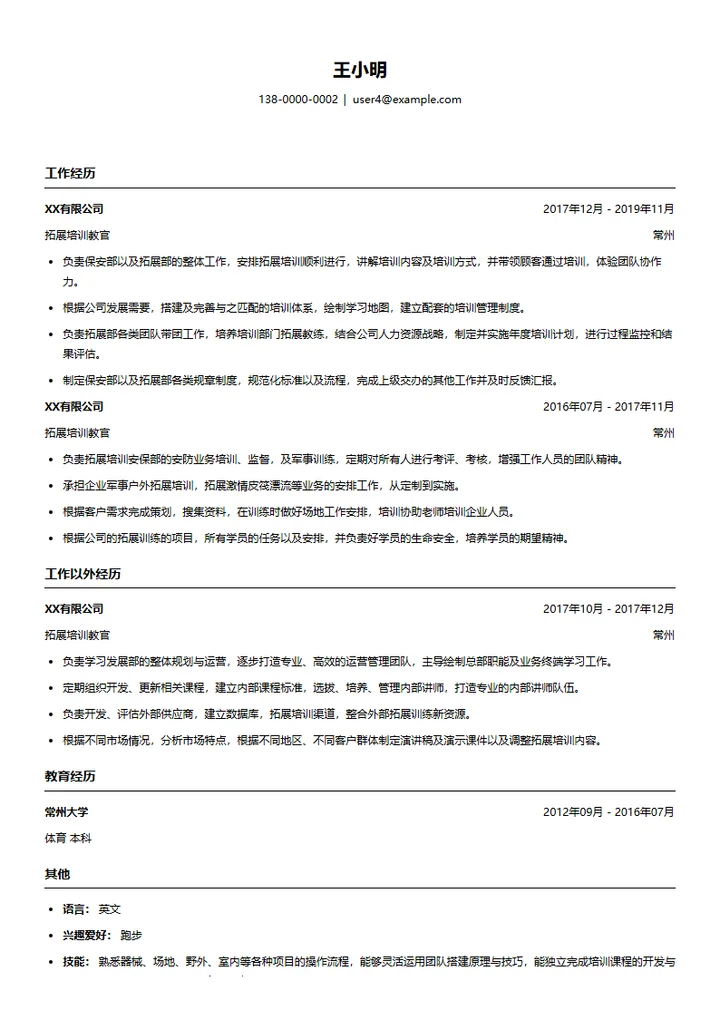 王小明
138-0000-0002 | user4@example.com
工作经历
XX有限公司 2017年12月 - 2019年11月
拓展培训教官 常州
• 负责保安部以及拓展部的整体工作，安排拓展培训顺利进行，讲解培训内容及培训方式，并带领顾客通过培训，体验团队协作
力。
• 根据公司发展需要，搭建及完善与之匹配的培训体系，绘制学习地图，建立配套的培训管理制度。
• 负责拓展部各类团队带团工作，培养培训部门拓展教练，结合公司人力资源战略，制定并实施年度培训计划，进行过程监控和结
果评估。
• 制定保安部以及拓展部各类规章制度，规范化标准以及流程，完成上级交办的其他工作并及时反馈汇报。
XX有限公司 2016年07月 - 2017年11月
拓展培训教官 常州
• 负责拓展培训安保部的安防业务培训、监督，及军事训练，定期对所有人进行考评、考核，增强工作人员的团队精神。
• 承担企业军事户外拓展培训，拓展激情皮筏漂流等业务的安排工作，从定制到实施。
• 根据客户需求完成策划，搜集资料，在训练时做好场地工作安排，培训协助老师培训企业人员。
• 根据公司的拓展训练的项目，所有学员的任务以及安排，并负责好学员的生命安全，培养学员的期望精神。
工作以外经历
XX有限公司 2017年10月 - 2017年12月
拓展培训教官 常州
• 负责学习发展部的整体规划与运营，逐步打造专业、高效的运营管理团队，主导绘制总部职能及业务终端学习工作。
• 定期组织开发、更新相关课程，建立内部课程标准，选拔、培养、管理内部讲师，打造专业的内部讲师队伍。
• 负责开发、评估外部供应商，建立数据库，拓展培训渠道，整合外部拓展训练新资源。
• 根据不同市场情况，分析市场特点，根据不同地区、不同客户群体制定演讲稿及演示课件以及调整拓展培训内容。
教育经历
常州大学 2012年09月 - 2016年07月
体育 本科
其他
• 语言： 英文
• 兴趣爱好： 跑步
• 技能： 熟悉器械、场地、野外、室内等各种项目的操作流程，能够灵活运用团队搭建原理与技巧，能独立完成培训课程的开发与